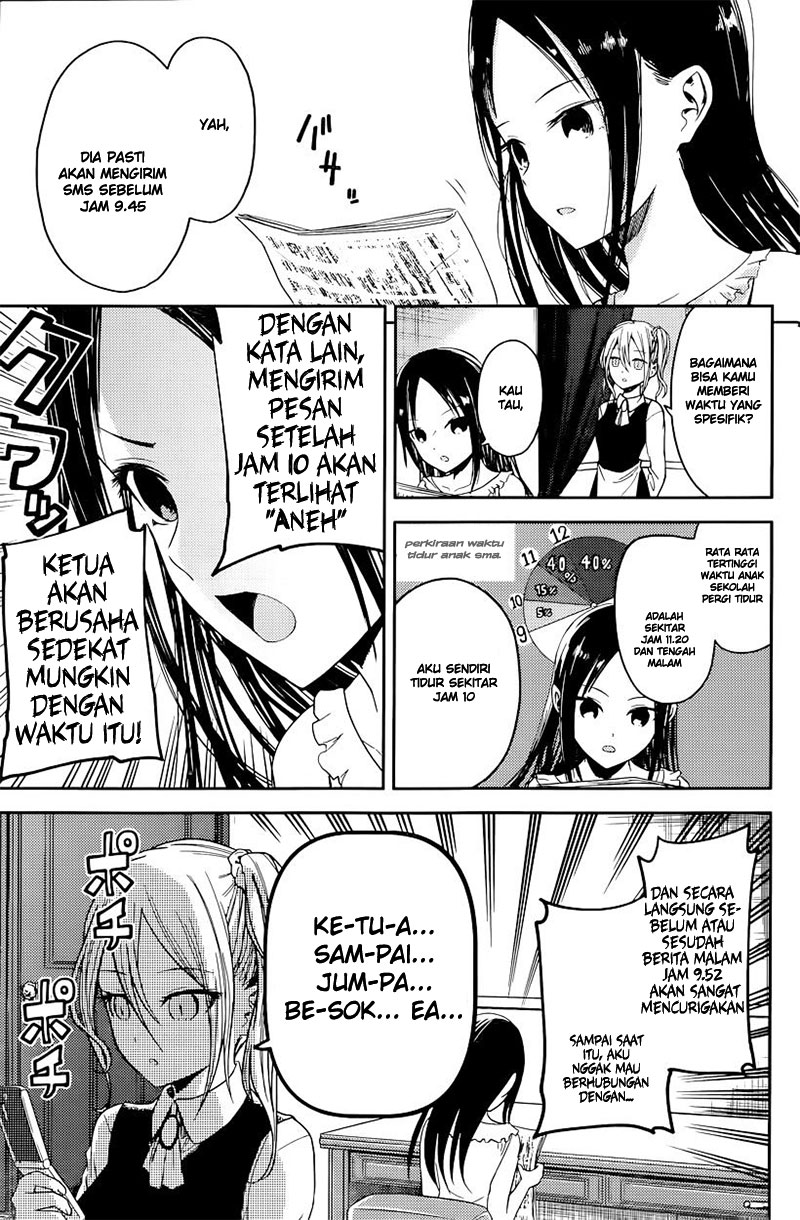 YAH,
DIA PASTI
AKAN MENGIRIM
SMS SEBELUM
JAM 9.45
BAGAIMANA
BISA KAMU
MEMBERI
WAKTU YANG
SPESIFIK?
KAU
TAU,
perkiraan waktu
tidur anak sma.
12
11
10
9
40%
40%
15%
5%
RATA RATA
TERTINGGI
WAKTU ANAK
SEKOLAH
PERGI TIDUR
ADALAH
SEKITAR
JAM 11.20
DAN TENGAH
MALAM
AKU SENDIRI
TIDUR SEKITAR
JAM 10
DENGAN
KATA LAIN,
MENGIRIM
PESAN
SETELAH
JAM 10 AKAN
TERLIHAT
"ANEH"
KETUA
AKAN
BERUSAHA
SEDEKAT
MUNGKIN
DENGAN
WAKTU ITU!
クワッ
DAN SECARA
LANGSUNG SE-
BELUM ATAU
SESUDAH
BERITA MALAM
JAM 9.52
AKAN SANGAT
MENCURIGAKAN
SAMPAI SAAT
ITU, AKU
NGGAK MAU
BERHUBUNGAN
DENGAN...
KE-TU-A...
SAM-PAI...
JUM-PA...
BE-SOK... EA...
ポチ
ポチ